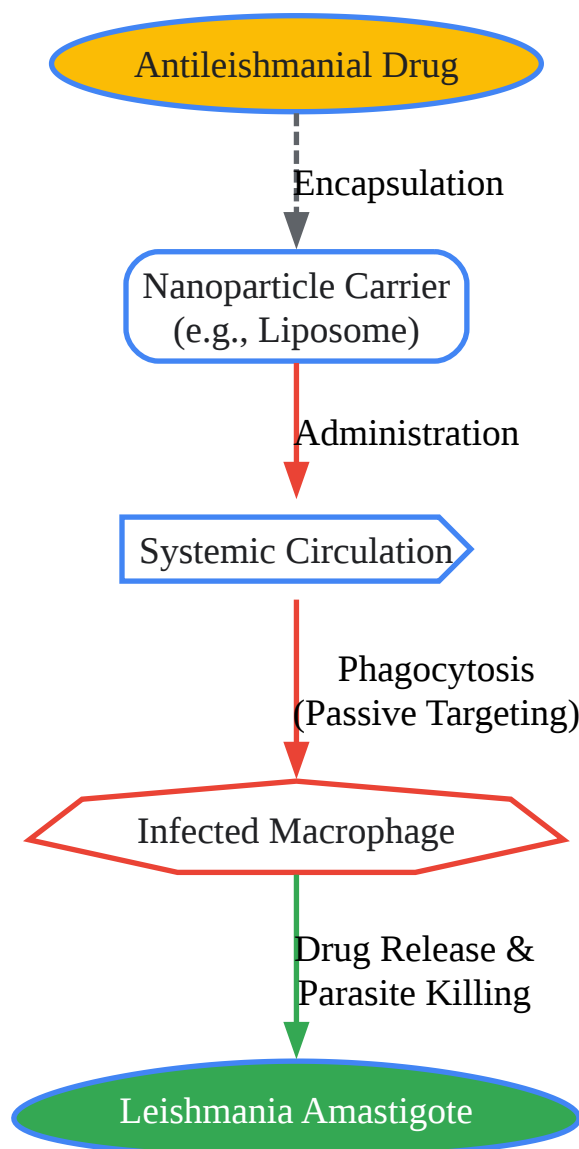 Antileishmanial Drug
Encapsulation
Nanoparticle Carrier
(e.g., Liposome)
Administration
Systemic Circulation
Phagocytosis
(Passive Targeting)
Infected Macrophage
Drug Release &
Parasite Killing
Leishmania Amastigote